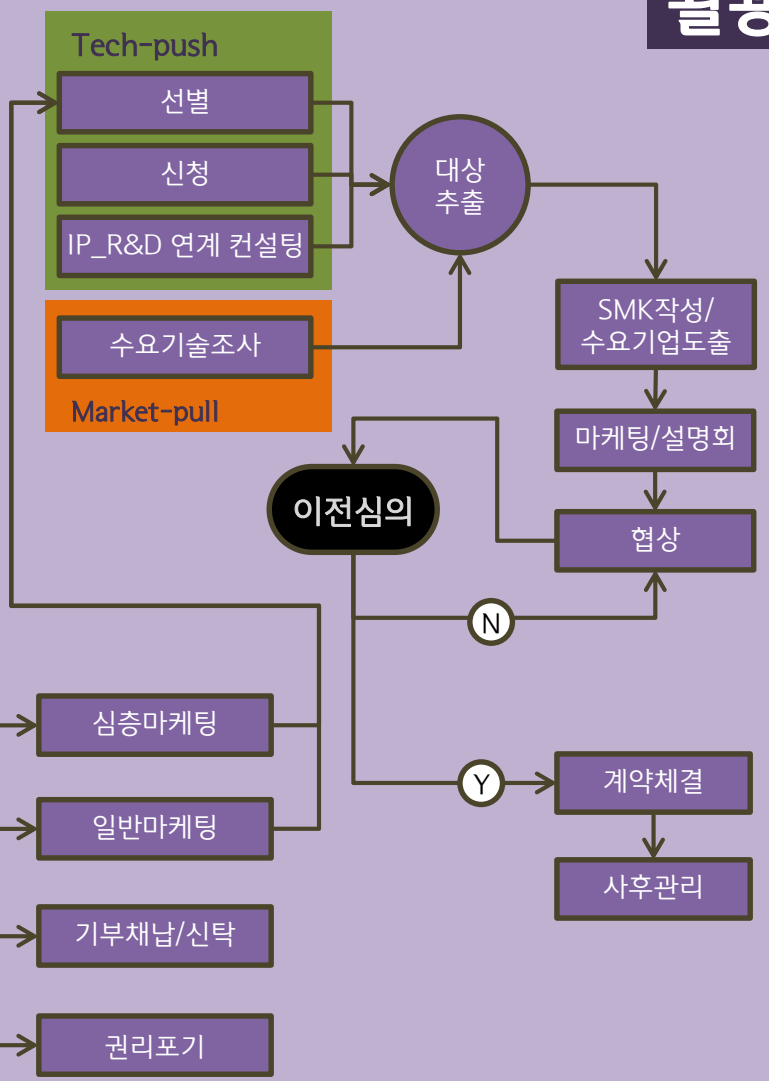 Tech-push
선별
신청
IP_R&D 연계 컨설팅
수요기술조사
Market-pull
대상
추출
SMK작성/
수요기업도출
마케팅/설명회
협상
이전심의
N
Y
계약체결
사후관리
심층마케팅
일반마케팅
기부채납/신탁
권리포기